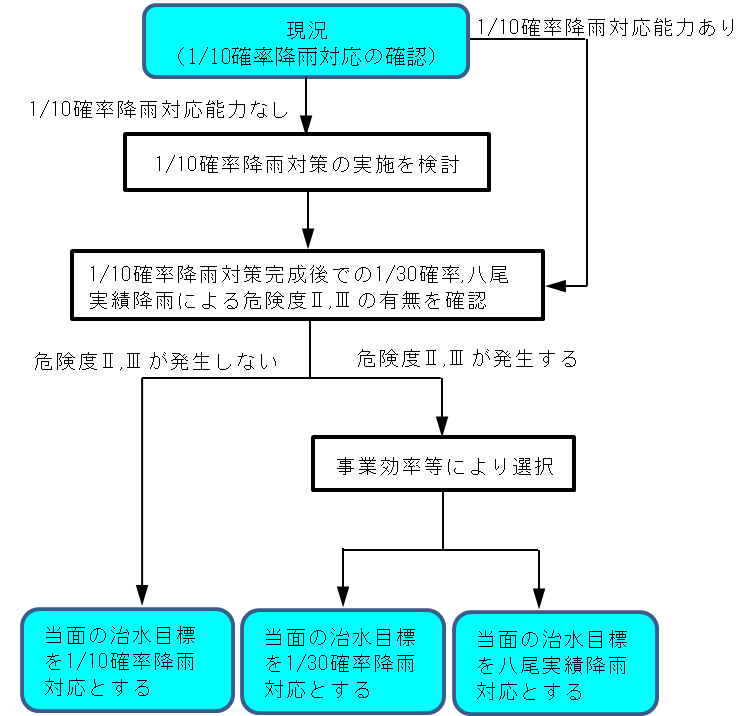 現況
（1/10確率降雨対応の確認）
1/10確率降雨対応能力あり
1/10確率降雨対応能力なし
1/10確率降雨対策の実施を検討
1/10確率降雨対策完成後での1/30確率,八尾
実績降雨による危険度Ⅱ,Ⅲの有無を確認
危険度Ⅱ,Ⅲが発生しない
危険度Ⅱ,Ⅲが発生する
事業効率等により選択
当面の治水目標
を1/10確率降雨
対応とする
当面の治水目標
を1/30確率降雨
対応とする
当面の治水目標
を八尾実績降雨
対応とする